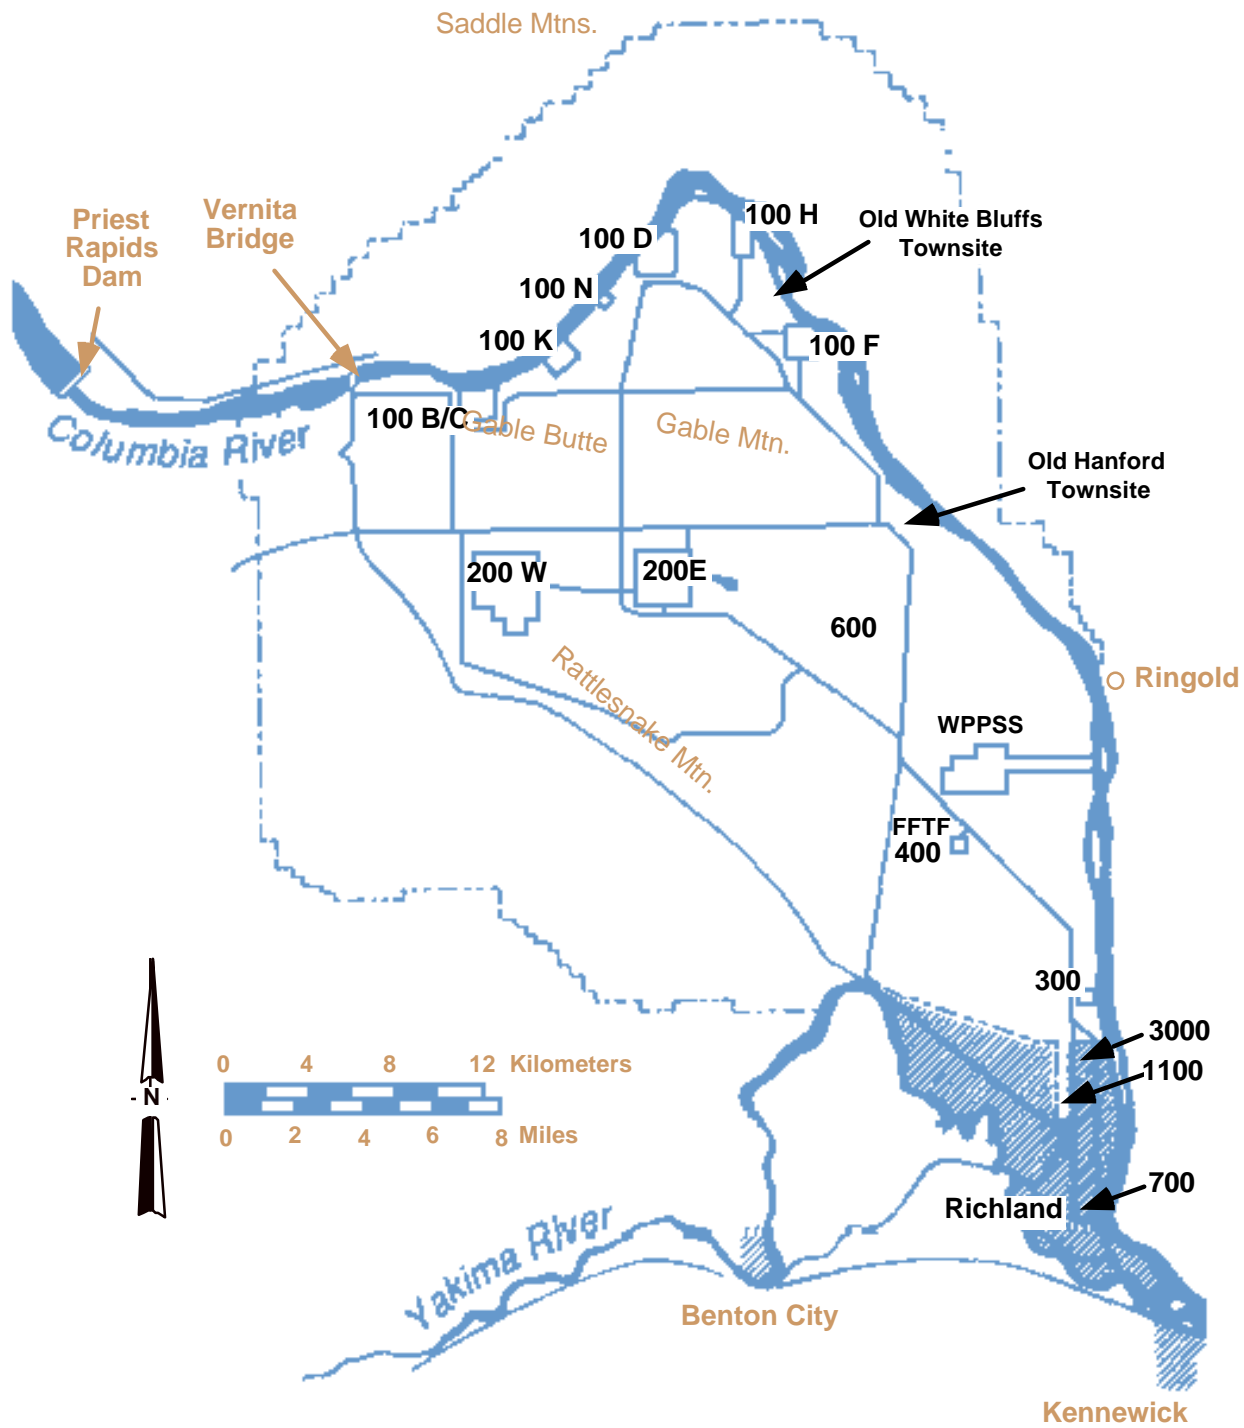 Saddle Mtns.
Priest
Rapids
Dam
Vernita
Bridge
100 H
100 D
Old White Bluffs
Townsite
100 N
100 K
100 F
Columbia River
100 B/C
Gable Butte
Gable Mtn.
Old Hanford
Townsite
200 W
200E
600
Rattlesnake Mtn.
Ringold
WPPSS
FFTF
400
300
3000
1100
N
0 4 8 12 Kilometers
0 2 4 6 8 Miles
700
Richland
Yakima River
Benton City
Kennewick